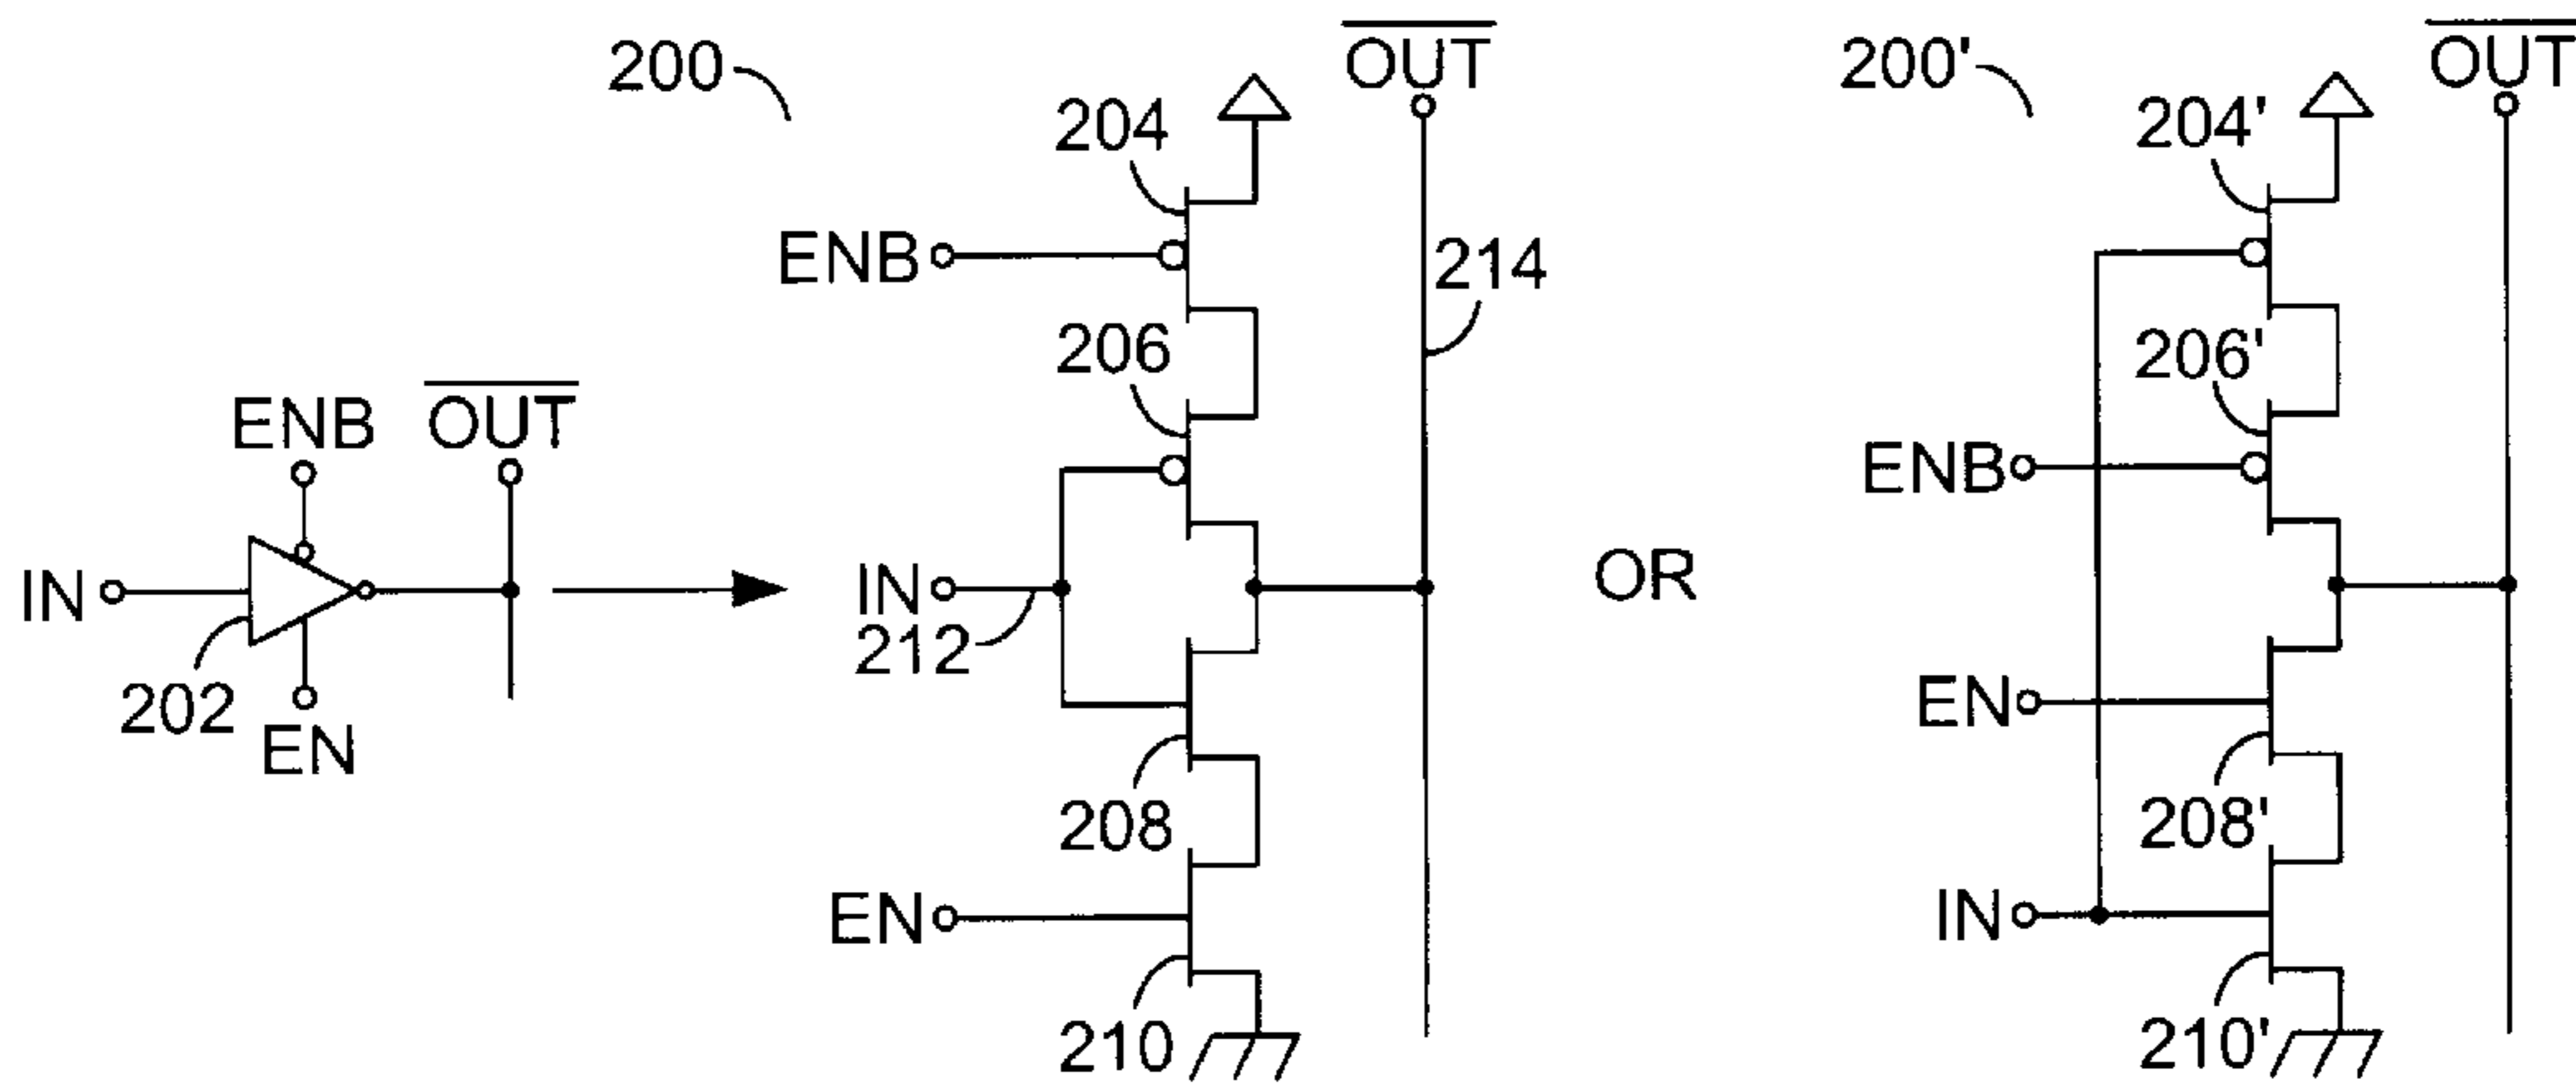 200
OUT
204
ENB
214
206
IN
212
208
EN
210
ENB
OUT
IN
202
EN
OR
200'
OUT
204'
206'
ENB
EN
208'
IN
210'